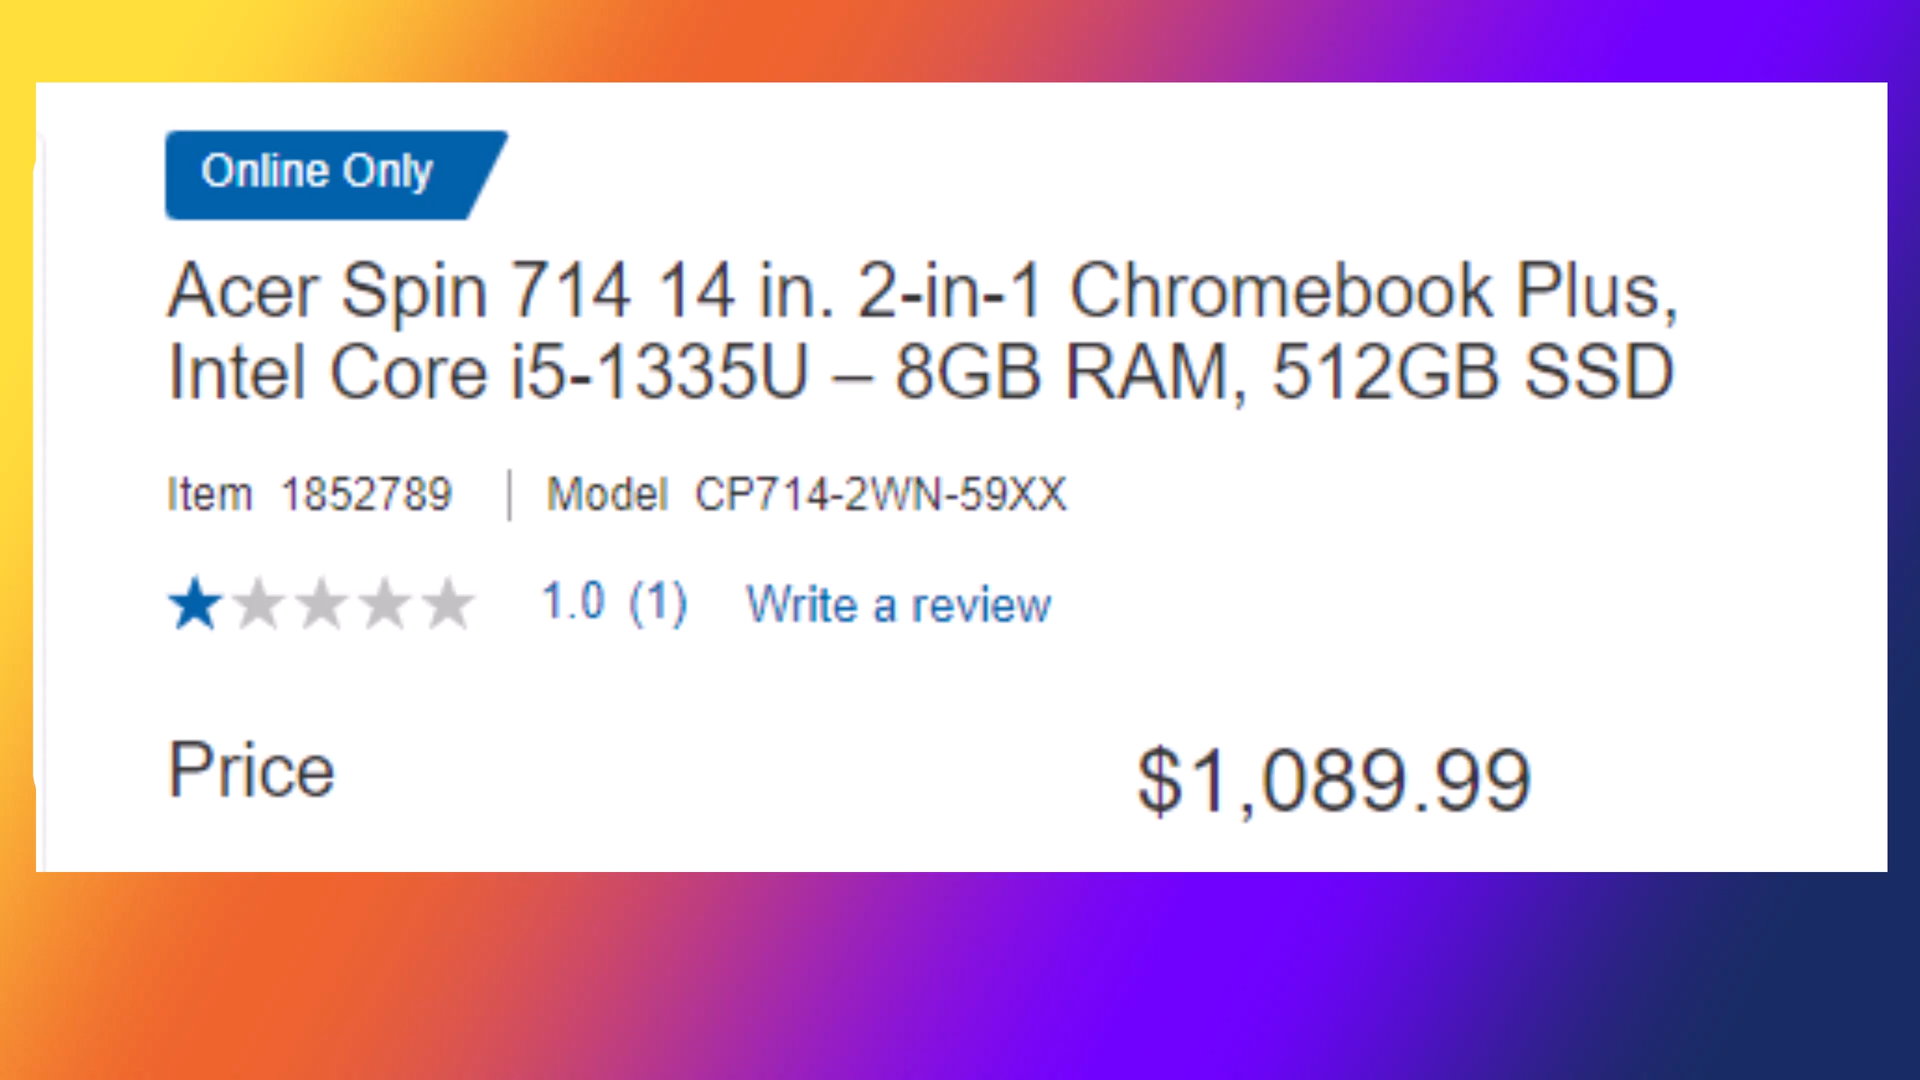 Online Only
Acer Spin 714 14 in. 2-in-1 Chromebook Plus,
Intel Core i5-1335U – 8GB RAM, 512GB SSD
Item 1852789 | Model CP714-2WN-59XX
1.0 (1) Write a review
Price $1,089.99